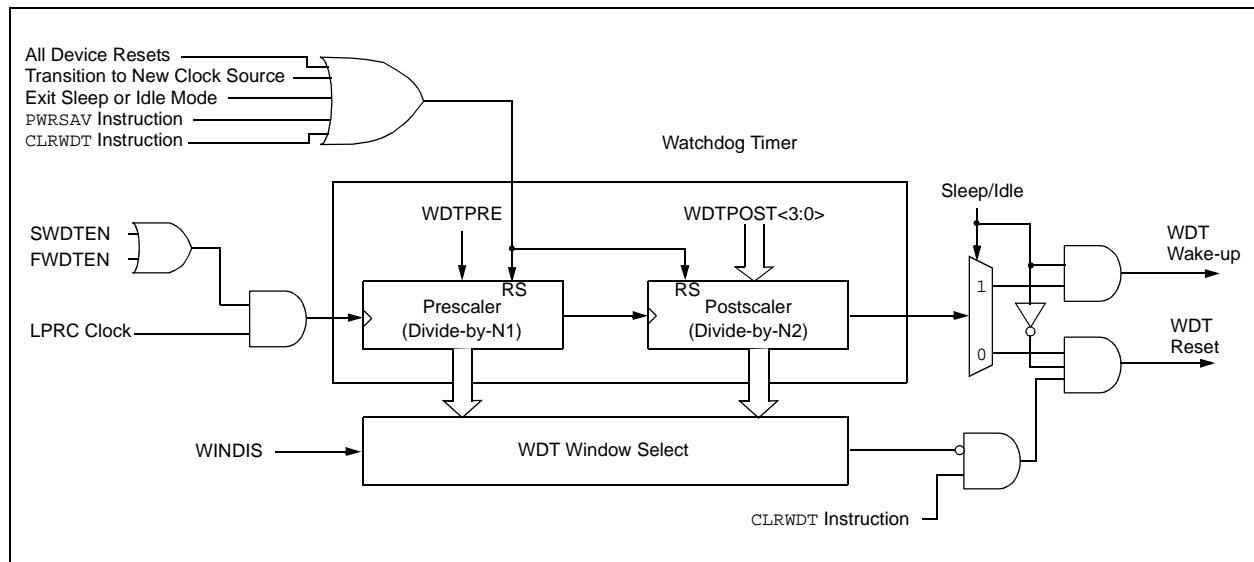 All Device Resets
Transition to New Clock Source
Exit Sleep or Idle Mode
PWRSAV Instruction
CLRWDT Instruction
Watchdog Timer
Sleep/Idle
WDTPRE
WDTPOST<3:0>
SWDTEN
FWDTEN
WDT
Wake-up
RS
RS
1
Prescaler
(Divide-by-N1)
Postscaler
(Divide-by-N2)
LPRC Clock
WDT
Reset
0
WINDIS
WDT Window Select
CLRWDT Instruction